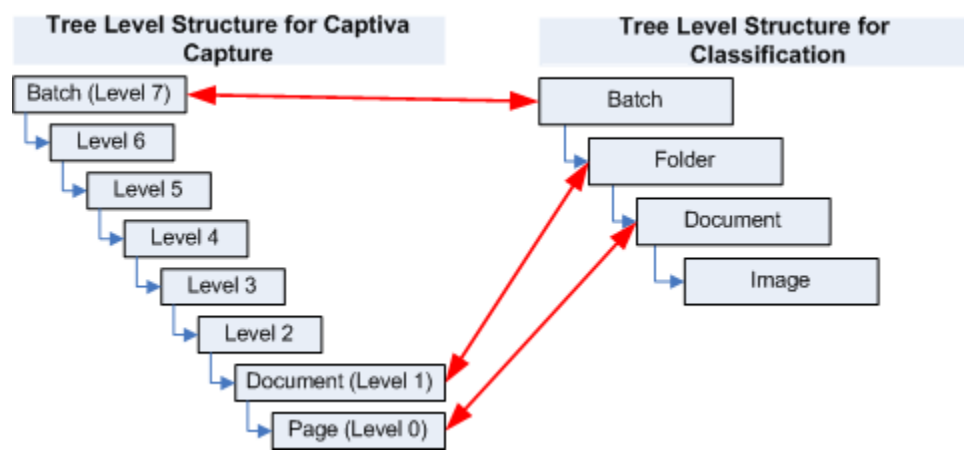 Tree Level Structure for Captiva
Capture
Batch (Level 7)
Level 6
Level 5
Level 4
Level 3
Level 2
Document (Level 1)
Page (Level 0)
Tree Level Structure for
Classification
Batch
Folder
Document
Image